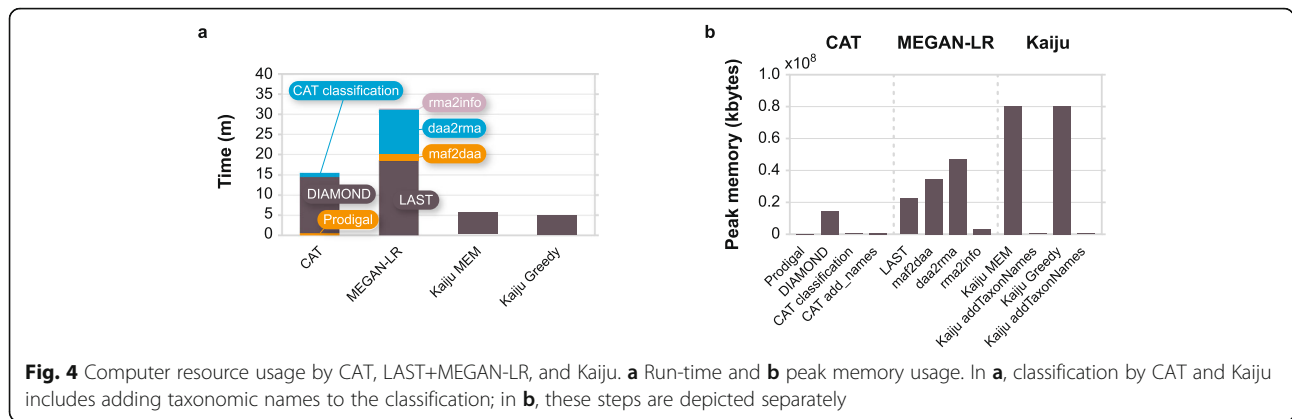 a
40
35
30
25
20
15
10
5
0
Time (m)
CAT classification
DIAMOND
Prodigal
rma2info
daa2rma
maf2daa
LAST
CAT
MEGAN-LR
Kaiju MEM
Kaiju Greedy
b
CAT MEGAN-LR Kaiju
x10⁸
1.0
0.8
0.6
0.4
0.2
0
Peak memory (kbytes)
Prodigal
DIAMOND
CAT classification
CAT add_names
LAST
maf2daa
daa2rma
rma2info
Kaiju MEM
Kaiju addTaxonNames
Kaiju Greedy
Kaiju addTaxonNames
Fig. 4 Computer resource usage by CAT, LAST+MEGAN-LR, and Kaiju. a Run-time and b peak memory usage. In a, classification by CAT and Kaiju
includes adding taxonomic names to the classification; in b, these steps are depicted separately